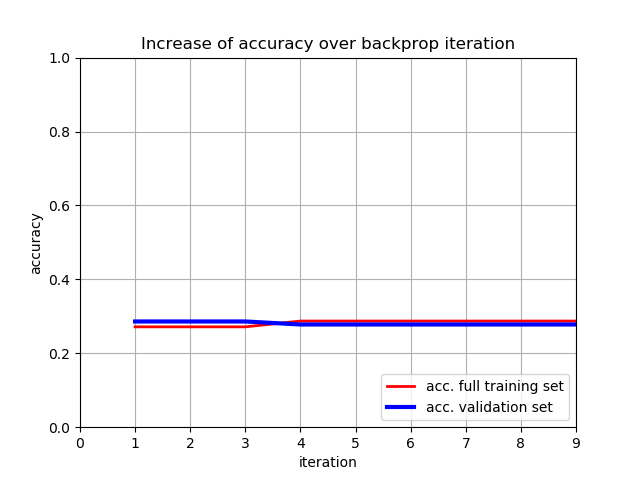 Increase of accuracy over backprop iteration
1.0
0.8
0.6
0.4
0.2
0.0
accuracy
acc. full training set
acc. validation set
0 1 2 3 4 5 6 7 8 9
iteration